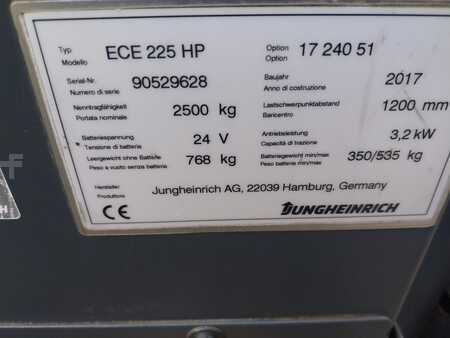 Typ
Modello
ECE 225 HP
Option
Option
17 240 51
Serial-Nr.
Numero di serie
90529628
Baujahr
Anno di costruzione
2017
Nenntragfähigkeit
Portata nominale
2500 kg
Lastschwerpunktabstand
Baricentro
1200 mm
Batteriespannung
Tensione di batteria
24 V
Antriebsleistung
Capacità di trazione
3,2 kW
Leergewicht ohne Batterie
Peso a vuoto senza batteria
768 kg
Batteriegewicht min/max
Peso batteria min/max
350/535 kg
Hersteller
Produttore
Jungheinrich AG, 22039 Hamburg, Germany
CE
JUNGHEINRICH